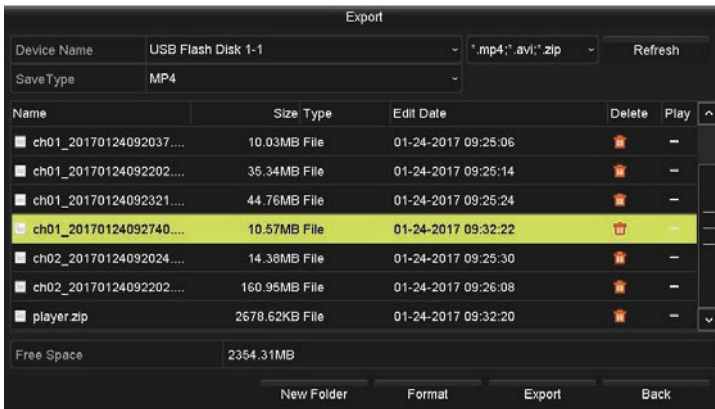 Export
Device Name USB Flash Disk 1-1 *.mp4;*.avi;*.zip Refresh
SaveType MP4
Name Size Type Edit Date Delete Play
ch01_20170124092037.... 10.03MB File 01-24-2017 09:25:06 –
ch01_20170124092202.... 35.34MB File 01-24-2017 09:25:14 –
ch01_20170124092321.... 44.76MB File 01-24-2017 09:25:24 –
ch01_20170124092740.... 10.57MB File 01-24-2017 09:32:22 –
ch02_20170124092024.... 14.38MB File 01-24-2017 09:25:30 –
ch02_20170124092202.... 160.95MB File 01-24-2017 09:26:08 –
player.zip 2678.62KB File 01-24-2017 09:32:20 –
Free Space 2354.31MB
New Folder Format Export Back